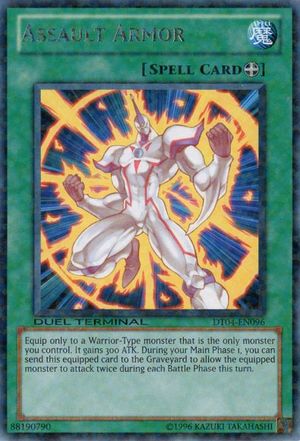 ASSAULT ARMOR
魔
[SPELL CARD]
DUEL TERMINAL
DT04-EN096
Equip only to a Warrior-Type monster that is the only monster
you control. It gains 300 ATK. During your Main Phase 1, you can
send this equipped card to the Graveyard to allow the equipped
monster to attack twice during each Battle Phase this turn.
88190790
©1996 KAZUKI TAKAHASHI